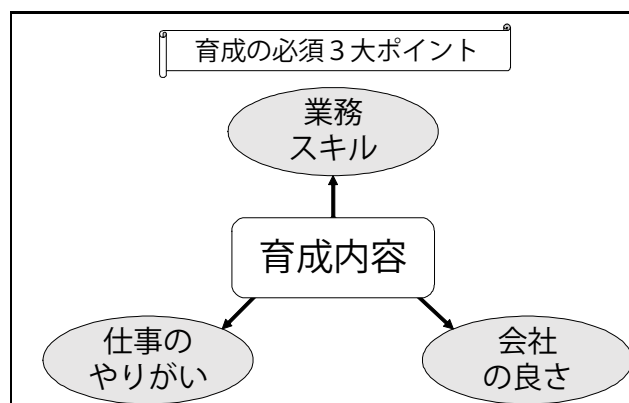 育成の必須３大ポイント
業務
スキル
育成内容
仕事の
やりがい
会社
の良さ